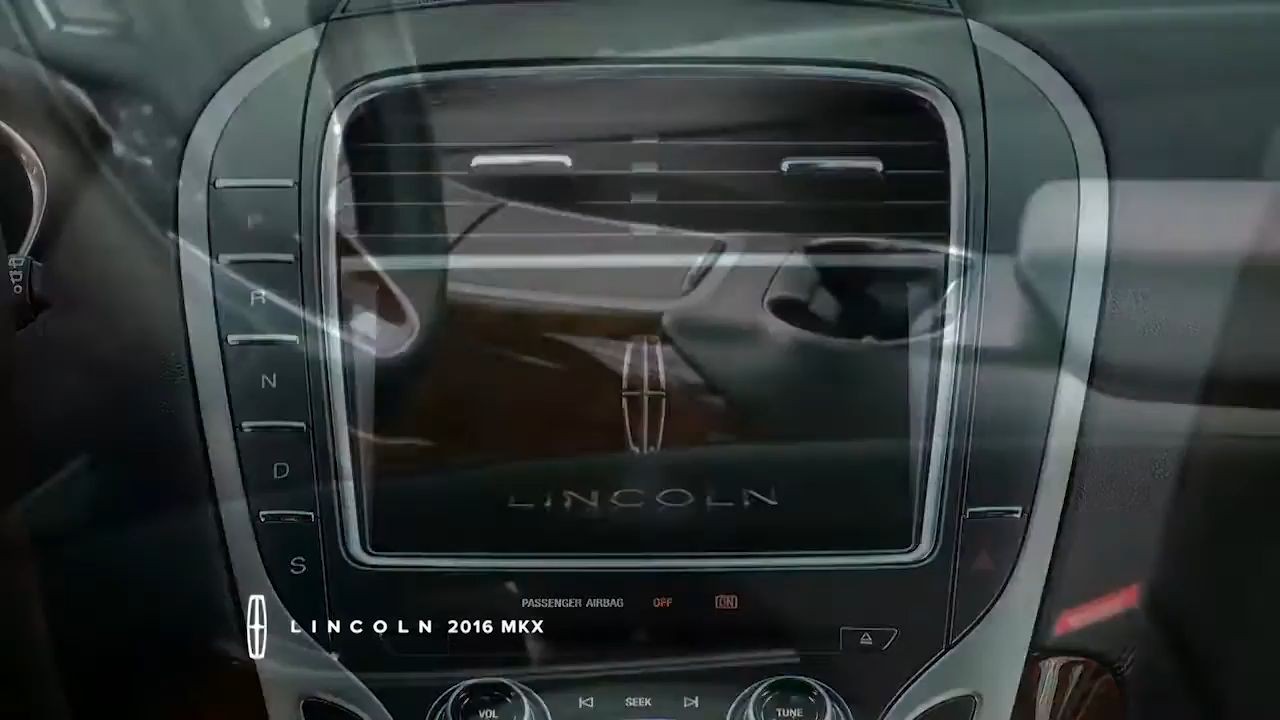 P
R
N
D
S
LINCOLN
PASSENGER AIRBAG OFF ON
LINCOLN 2016 MKX
VOL SEEK TUNE